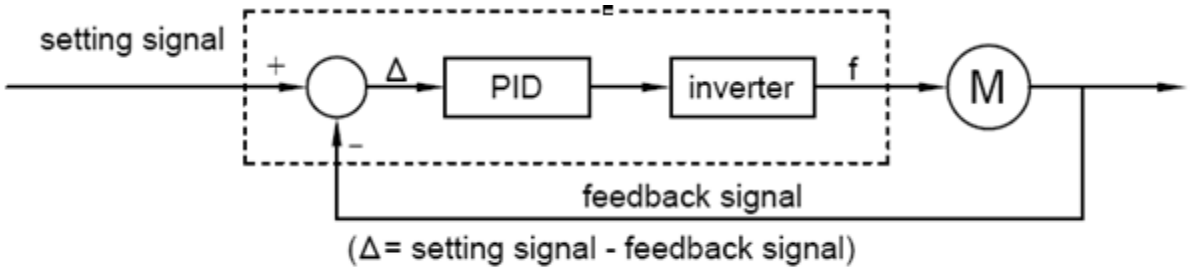 setting signal
+
Δ
PID
inverter
f
M
−
feedback signal
(Δ= setting signal - feedback signal)